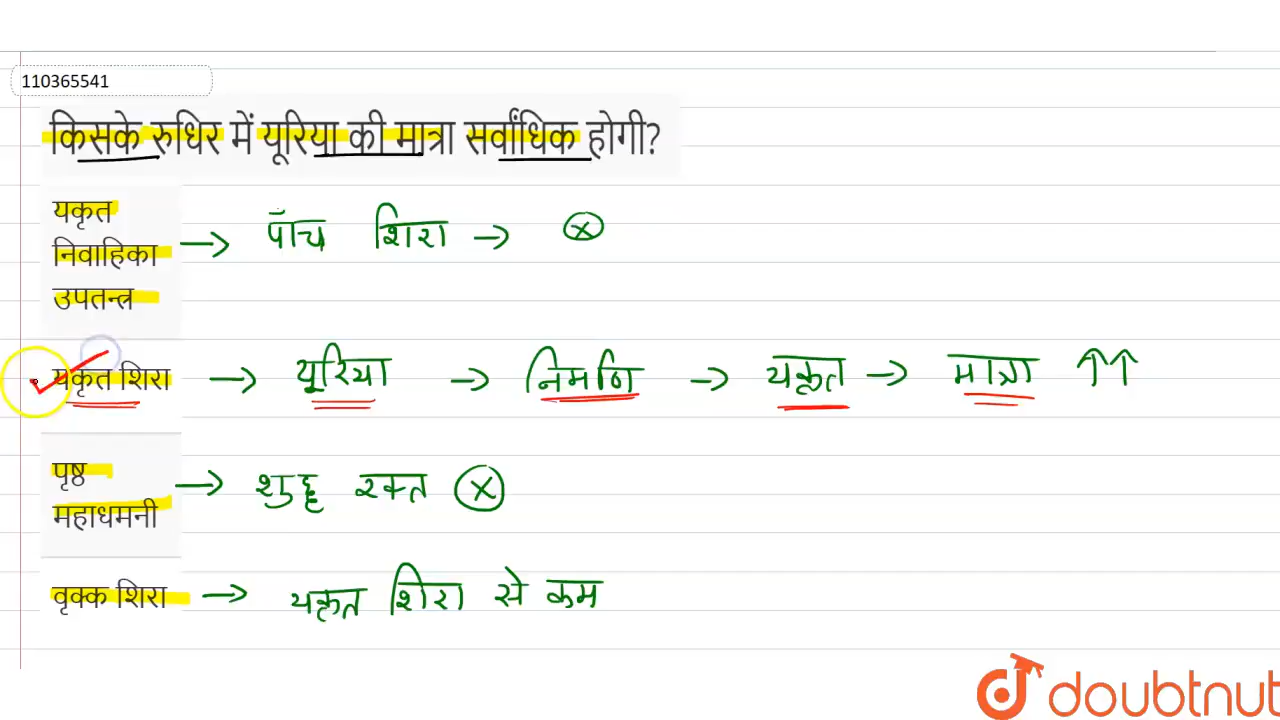 110365541
किसके रुधिर में यूरिया की मात्रा सर्वांधिक होगी?
यकृत
निवाहिका
उपतन्त्र
→ पाँच शिरा → ⊗
यकृत शिरा → यूरिया → निर्माण → यकृत → मात्रा ↑↑
पृष्ठ
महाधमनी
→ शुद्ध रक्त ⊗
वृक्क शिरा → यकृत शिरा से कम
doubtnut